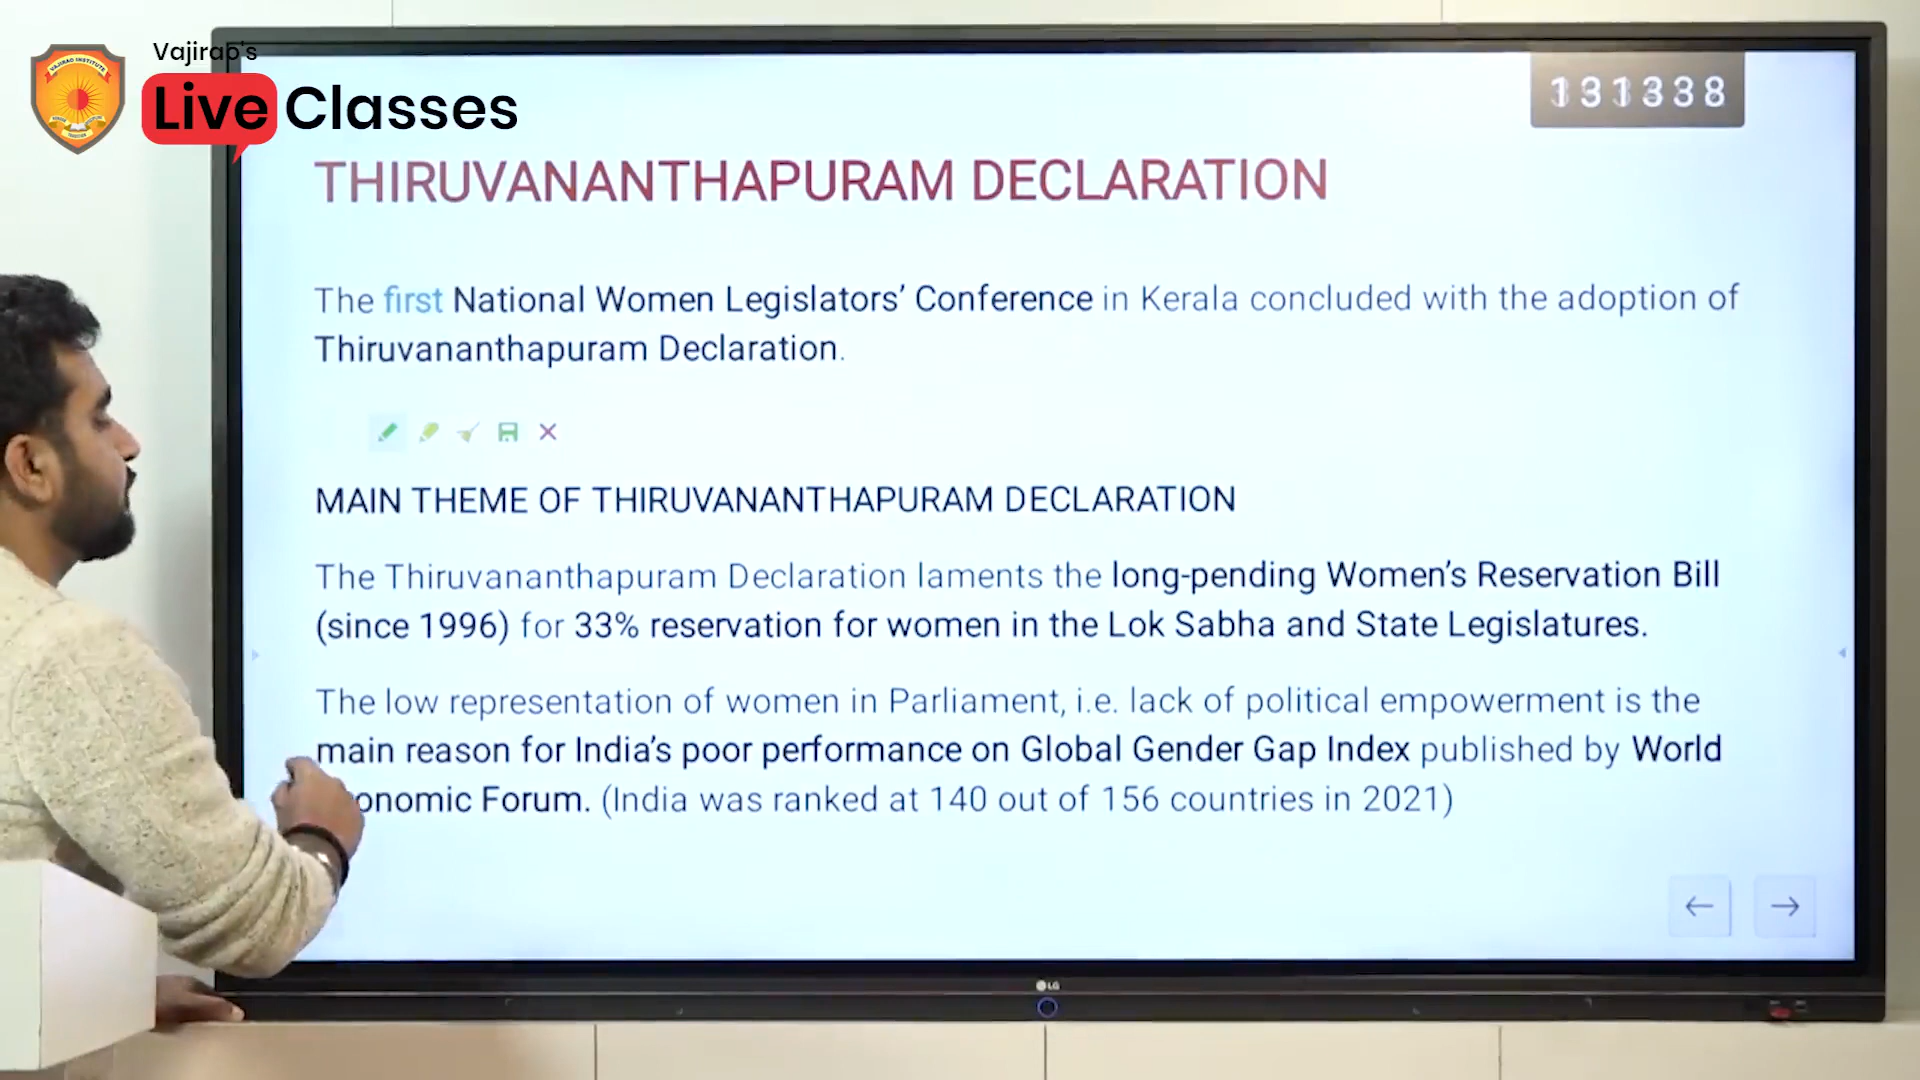 Vajirao's
Live Classes
VAJIRAO INSTITUTE
THIRUVANANTHAPURAM DECLARATION
The first National Women Legislators’ Conference in Kerala concluded with the adoption of
Thiruvananthapuram Declaration.
MAIN THEME OF THIRUVANANTHAPURAM DECLARATION
The Thiruvananthapuram Declaration laments the long-pending Women’s Reservation Bill
(since 1996) for 33% reservation for women in the Lok Sabha and State Legislatures.
The low representation of women in Parliament, i.e. lack of political empowerment is the
main reason for India’s poor performance on Global Gender Gap Index published by World
onomic Forum. (India was ranked at 140 out of 156 countries in 2021)
LG